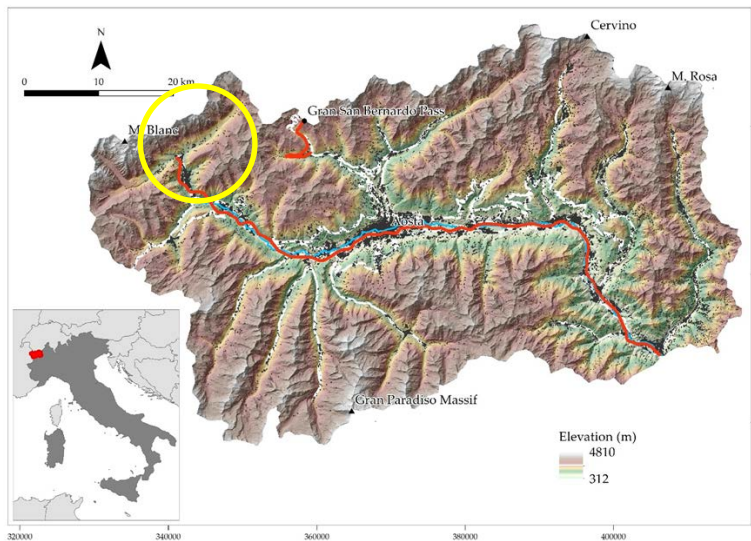 Cervino
N
M. Rosa
0
10
20 km
Gran San Bernardo Pass
M. Blanc
Aosta
Gran Paradiso Massif
Elevation (m)
4810
312
320000
340000
360000
380000
400000